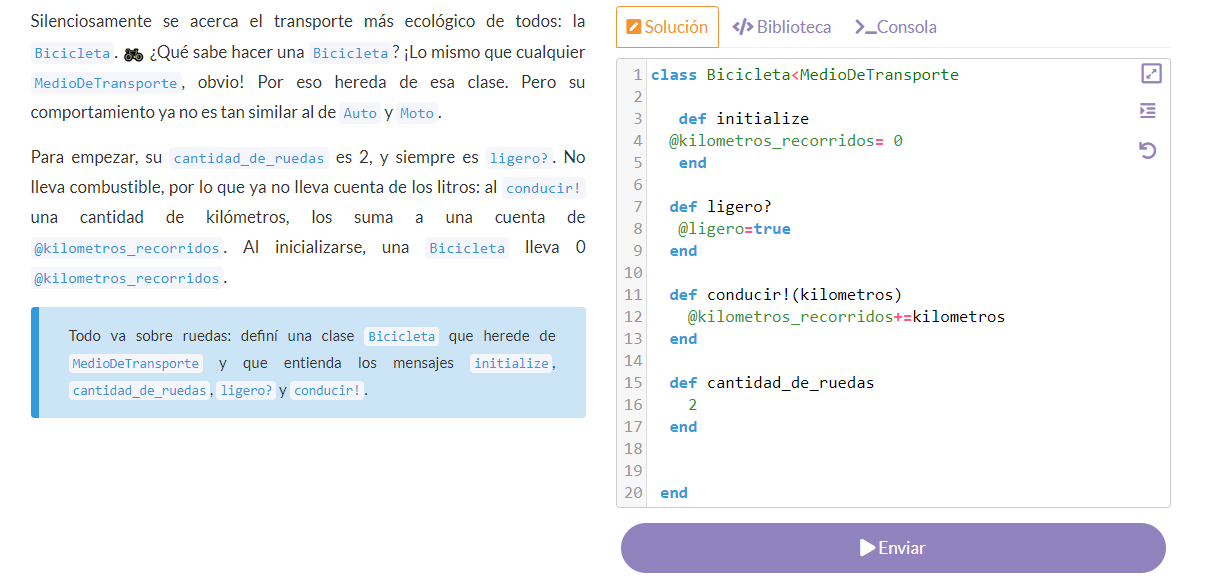 Silenciosamente se acerca el transporte más ecológico de todos: la
Bicicleta. ¿Qué sabe hacer una Bicicleta? ¡Lo mismo que cualquier
MedioDeTransporte, obvio! Por eso hereda de esa clase. Pero su
comportamiento ya no es tan similar al de Auto y Moto.
Para empezar, su cantidad_de_ruedas es 2, y siempre es ligero?. No
lleva combustible, por lo que ya no lleva cuenta de los litros: al conducir!
una cantidad de kilómetros, los suma a una cuenta de
@kilometros_recorridos. Al inicializarse, una Bicicleta lleva 0
@kilometros_recorridos.
Todo va sobre ruedas: definí una clase Bicicleta que herede de
MedioDeTransporte y que entienda los mensajes initialize,
cantidad_de_ruedas, ligero? y conducir!.
Solución </> Biblioteca >_Consola
1 class Bicicleta<MedioDeTransporte
2
3 def initialize
4 @kilometros_recorridos= 0
5 end
6
7 def ligero?
8 @ligero=true
9 end
10
11 def conducir!(kilometros)
12 @kilometros_recorridos+=kilometros
13 end
14
15 def cantidad_de_ruedas
16 2
17 end
18
19
20 end
Enviar